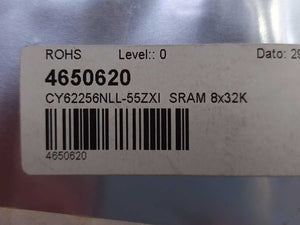 ROHS Level:: 0 Dato: 29
4650620
CY62256NLL-55ZXI SRAM 8x32K
4650620